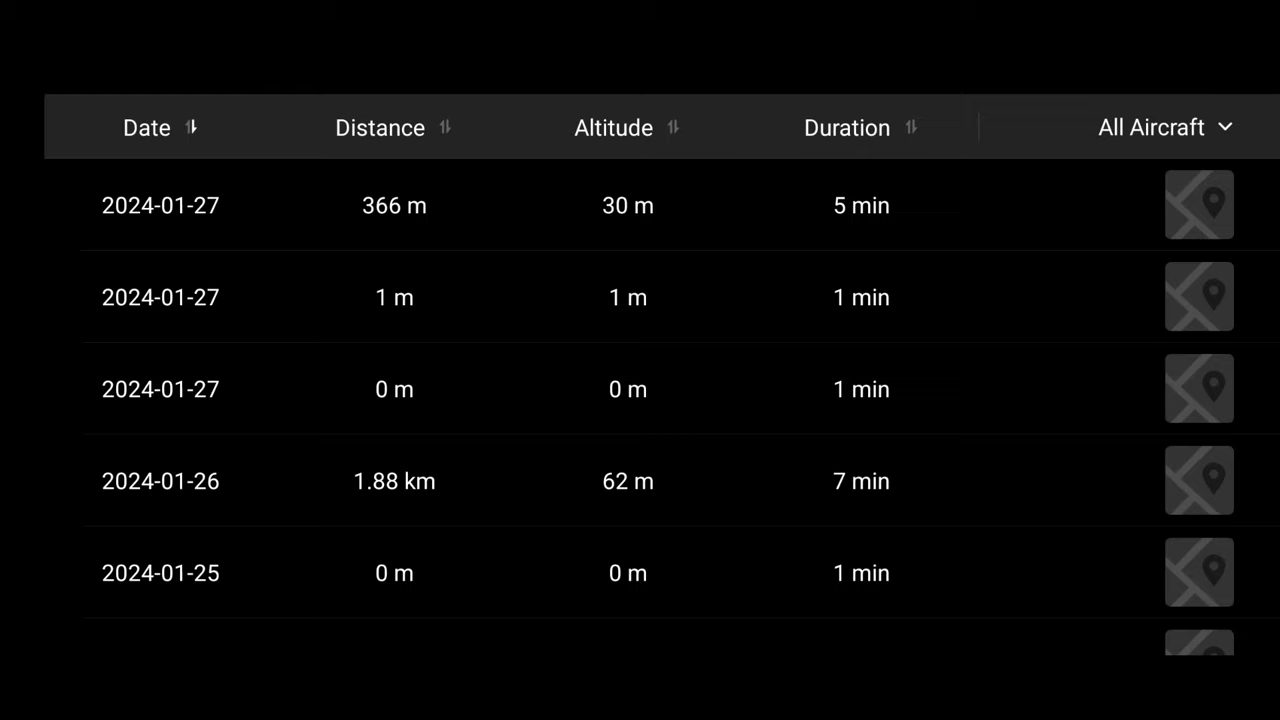 Date Distance Altitude Duration All Aircraft
2024-01-27 366 m 30 m 5 min
2024-01-27 1 m 1 m 1 min
2024-01-27 0 m 0 m 1 min
2024-01-26 1.88 km 62 m 7 min
2024-01-25 0 m 0 m 1 min